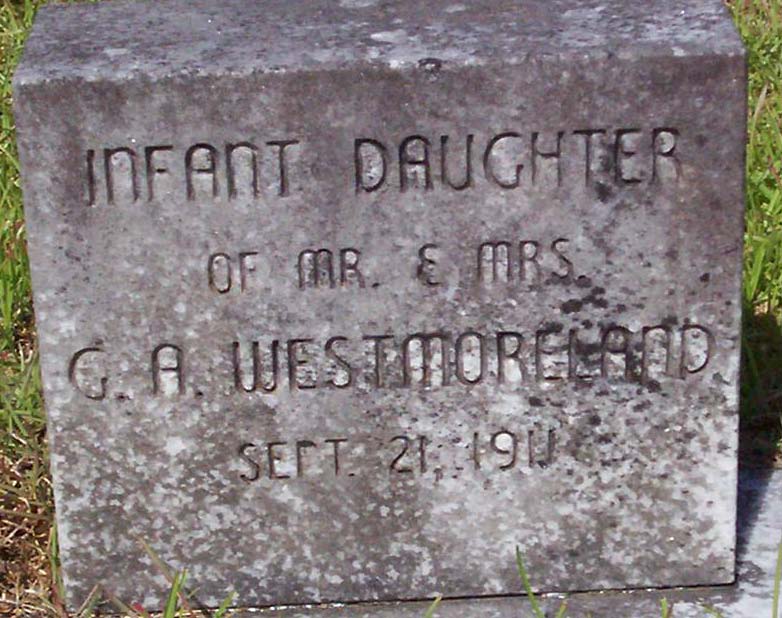 INFANT DAUGHTER
OF MR. & MRS.
G. A. WESTMORELAND
SEPT. 21, 1911